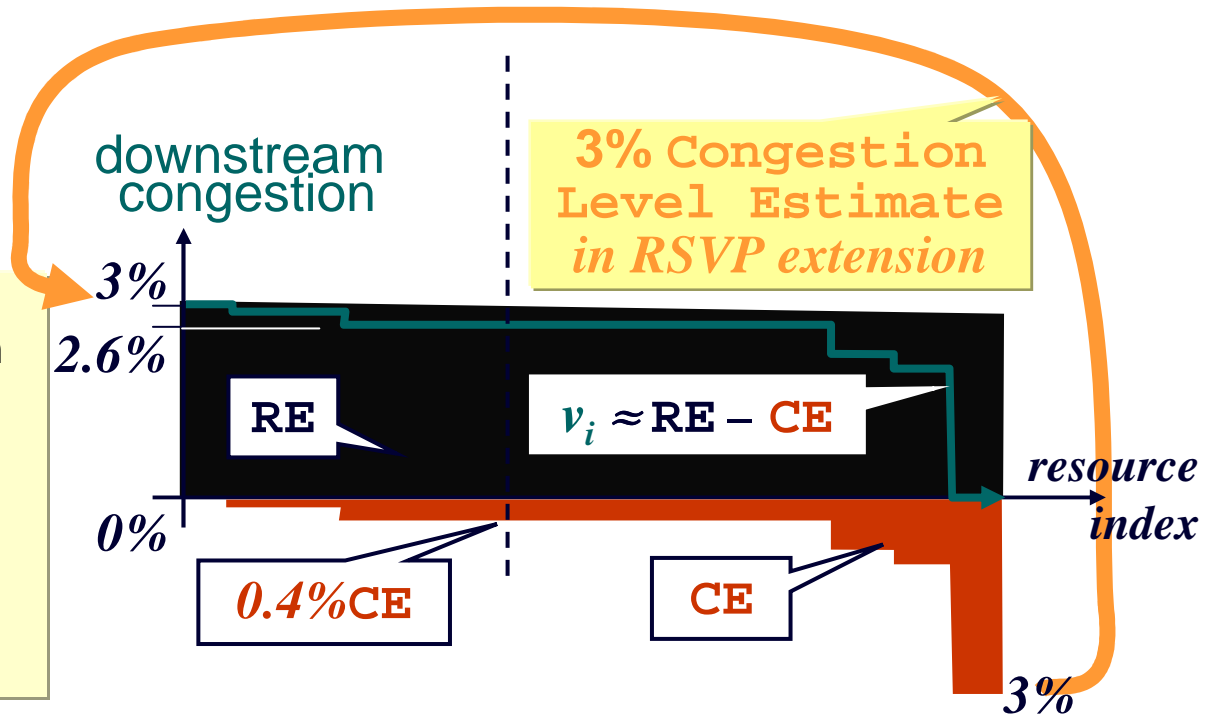 downstream
congestion
3% Congestion
Level Estimate
in RSVP extension
3%
2.6%
RE
vi ≈ RE – CE
resource
index
0%
0.4%CE
CE
3%